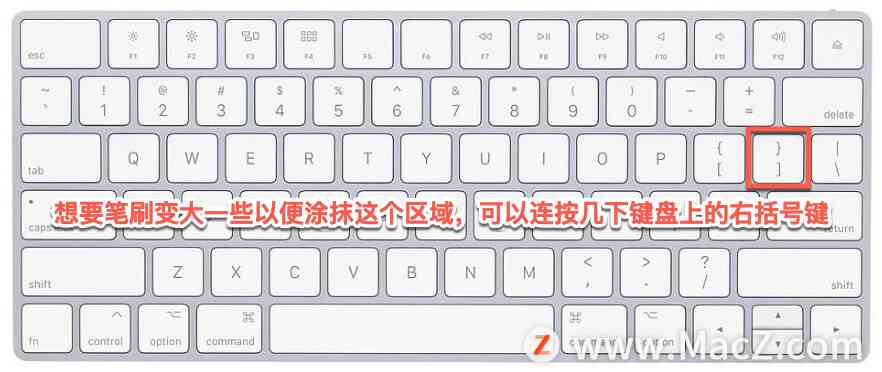 esc F1 F2 F3 F4 F5 F6 F7 F8 F9 F10 F11 F12
~ ! @ # $ % ^ & * ( ) _ +
` 1 2 3 4 5 6 7 8 9 0 - = delete
tab Q W E R T Y U I O P { [ } ] | \
想要笔刷变大一些以便涂抹这个区域，可以连按几下键盘上的右括号键
caps return
shift Z X C V B N M < , > . ? / shift
fn control option command command option
Z www.MacZ.com